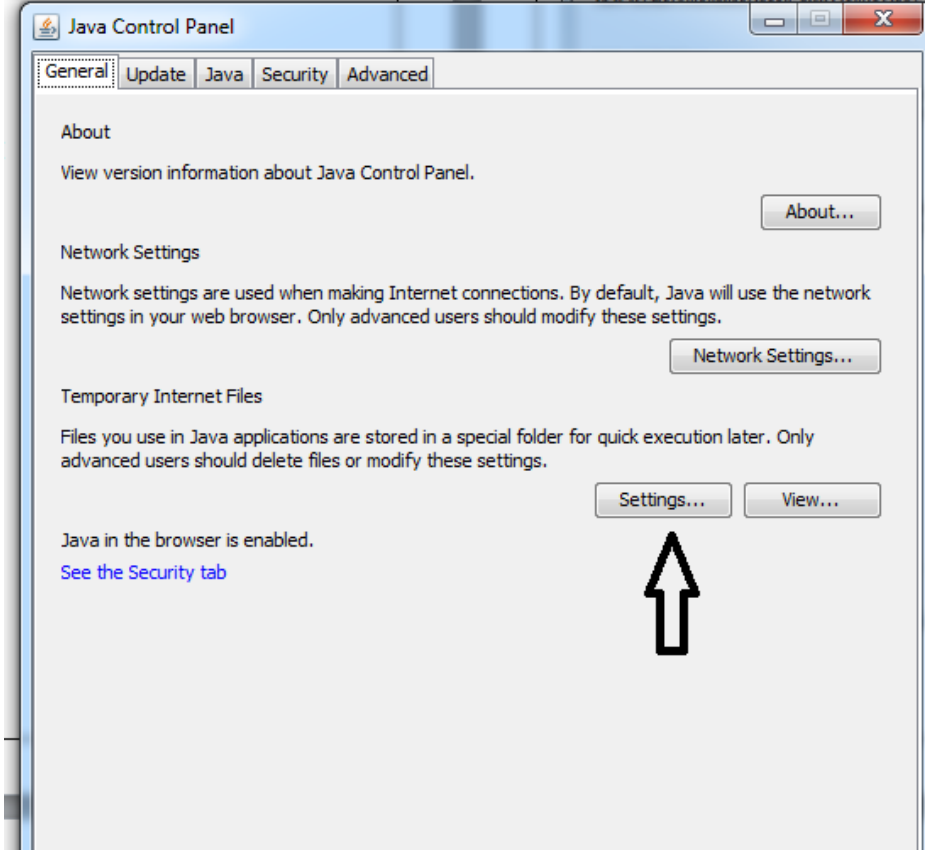 Java Control Panel
General Update Java Security Advanced
About
View version information about Java Control Panel.
About...
Network Settings
Network settings are used when making Internet connections. By default, Java will use the network
settings in your web browser. Only advanced users should modify these settings.
Network Settings...
Temporary Internet Files
Files you use in Java applications are stored in a special folder for quick execution later. Only
advanced users should delete files or modify these settings.
Settings... View...
Java in the browser is enabled.
See the Security tab